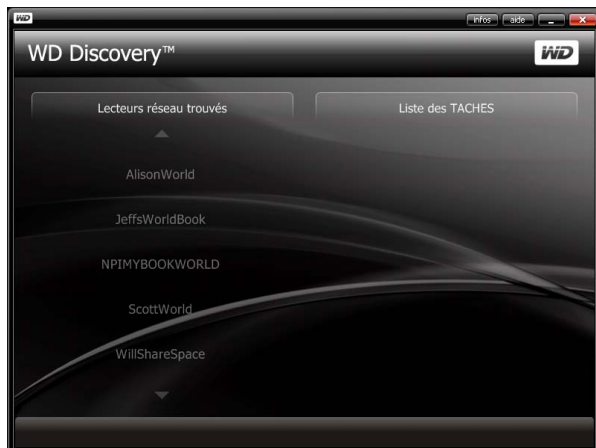 WD
infos aide
WD Discovery™
WD
Lecteurs réseau trouvés
Liste des TACHES
AlisonWorld
JeffsWorldBook
NPIMYBOOKWORLD
ScottWorld
WillShareSpace